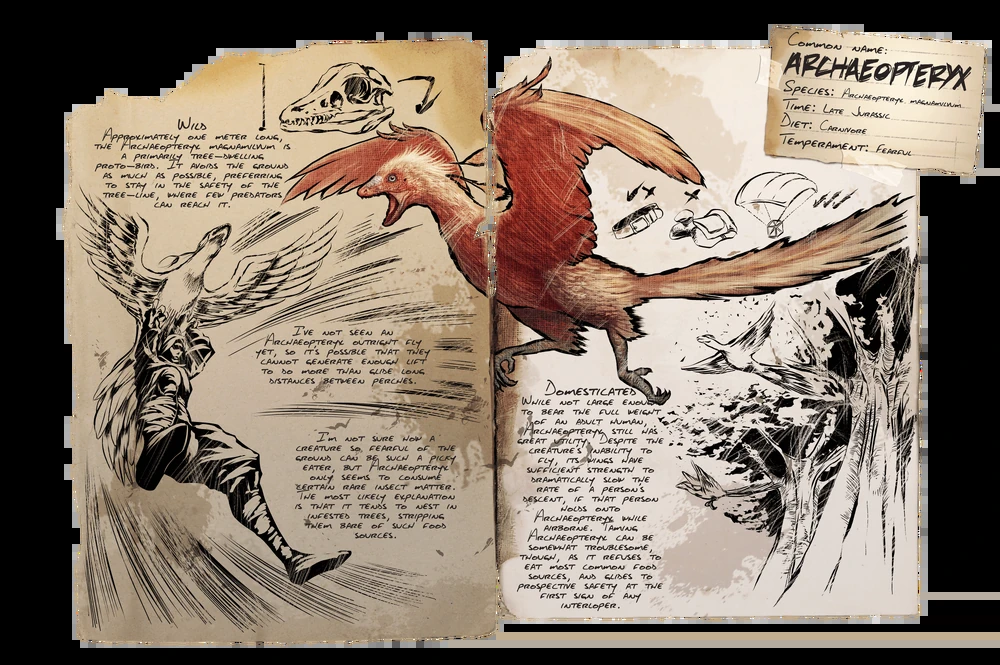 Common name:
ARCHAEOPTERYX
Species: Archaeopteryx magnamilvum
Time: Late Jurassic
Diet: Carnivore
Temperament: Fearful
Wild
Approximately one meter long,
the Archaeopteryx magnamilvum is
a primarily tree-dwelling
proto-bird. It avoids the ground
as much as possible, preferring
to stay in the safety of the
tree-line, where few predators
can reach it.
I've not seen an
Archaeopteryx outright fly
yet, so it's possible that they
cannot generate enough lift
to do more than glide long
distances between perches.
I'm not sure how a
creature so fearful of the
ground can be such a picky
eater, but Archaeopteryx
only seems to consume
certain rare insect matter.
The most likely explanation
is that it tends to nest in
infested trees, stripping
them bare of such food
sources.
Domesticated
While not large enough
to bear the full weight
of an adult human,
Archaeopteryx still has
great utility. Despite the
creature's inability to
fly, its wings have
sufficient strength to
dramatically slow the
rate of a person's
descent, if that person
holds onto
Archaeopteryx while
airborne. Taming
Archaeopteryx can be
somewhat troublesome,
though, as it refuses to
eat most common food
sources, and glides to
prospective safety at the
first sign of any
interloper.